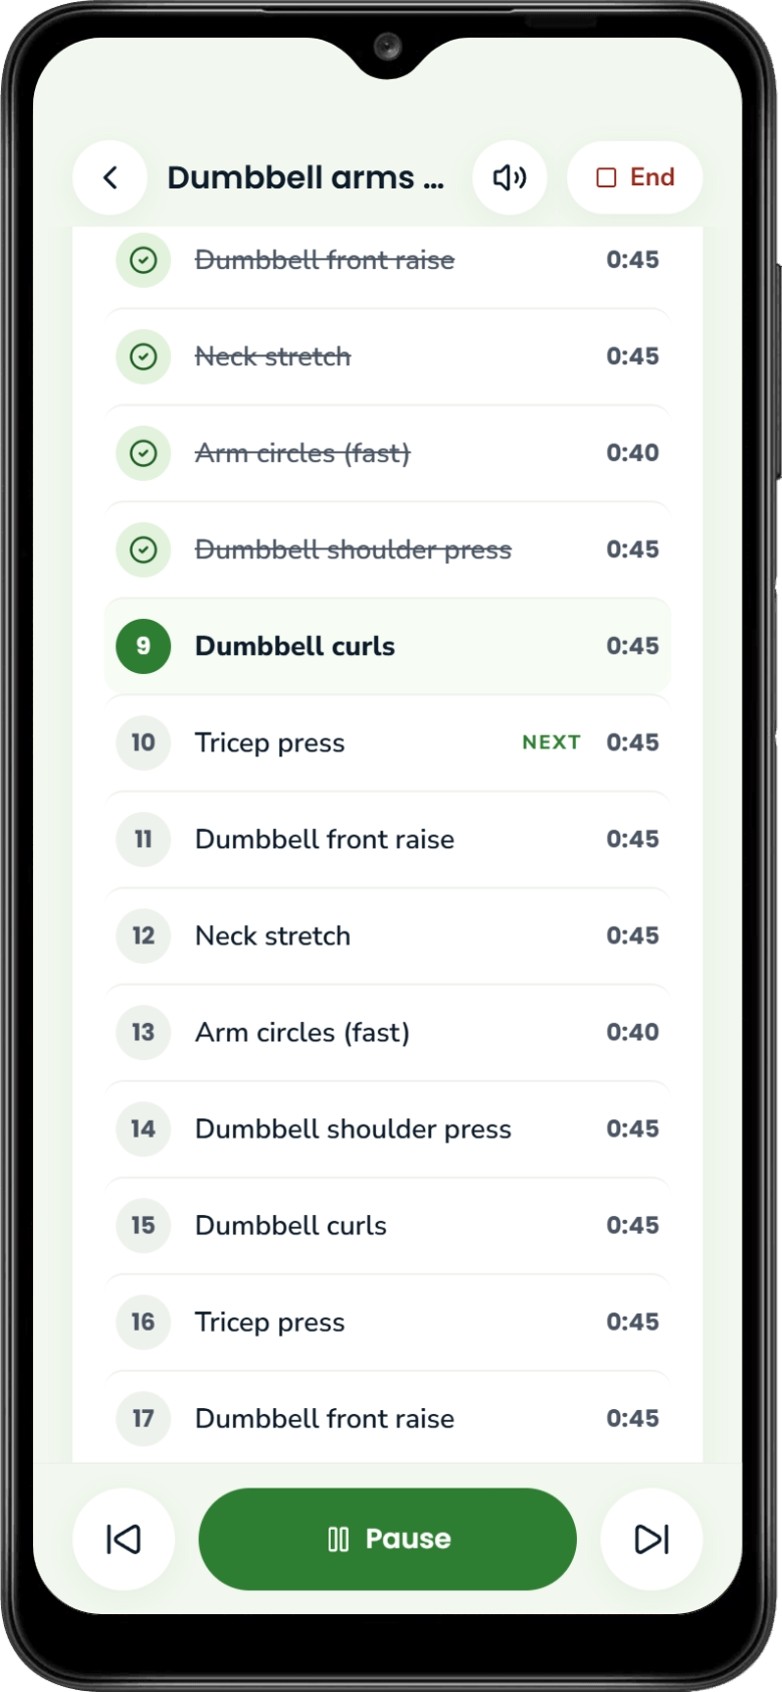 Dumbbell arms ...
End
Dumbbell front raise 0:45
Neck stretch 0:45
Arm circles (fast) 0:40
Dumbbell shoulder press 0:45
9 Dumbbell curls 0:45
10 Tricep press NEXT 0:45
11 Dumbbell front raise 0:45
12 Neck stretch 0:45
13 Arm circles (fast) 0:40
14 Dumbbell shoulder press 0:45
15 Dumbbell curls 0:45
16 Tricep press 0:45
17 Dumbbell front raise 0:45
Pause